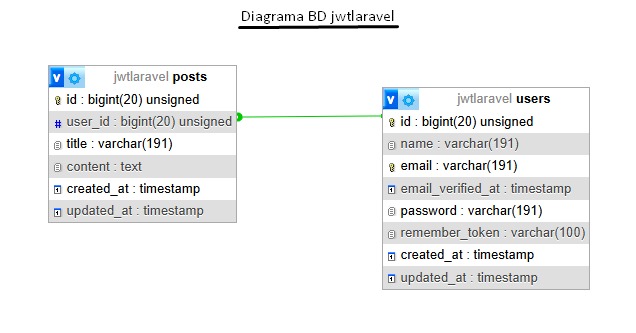 Diagrama BD jwtlaravel
v jwtlaravel posts
id : bigint(20) unsigned
# user_id : bigint(20) unsigned
title : varchar(191)
content : text
created_at : timestamp
updated_at : timestamp
v jwtlaravel users
id : bigint(20) unsigned
name : varchar(191)
email : varchar(191)
email_verified_at : timestamp
password : varchar(191)
remember_token : varchar(100)
created_at : timestamp
updated_at : timestamp